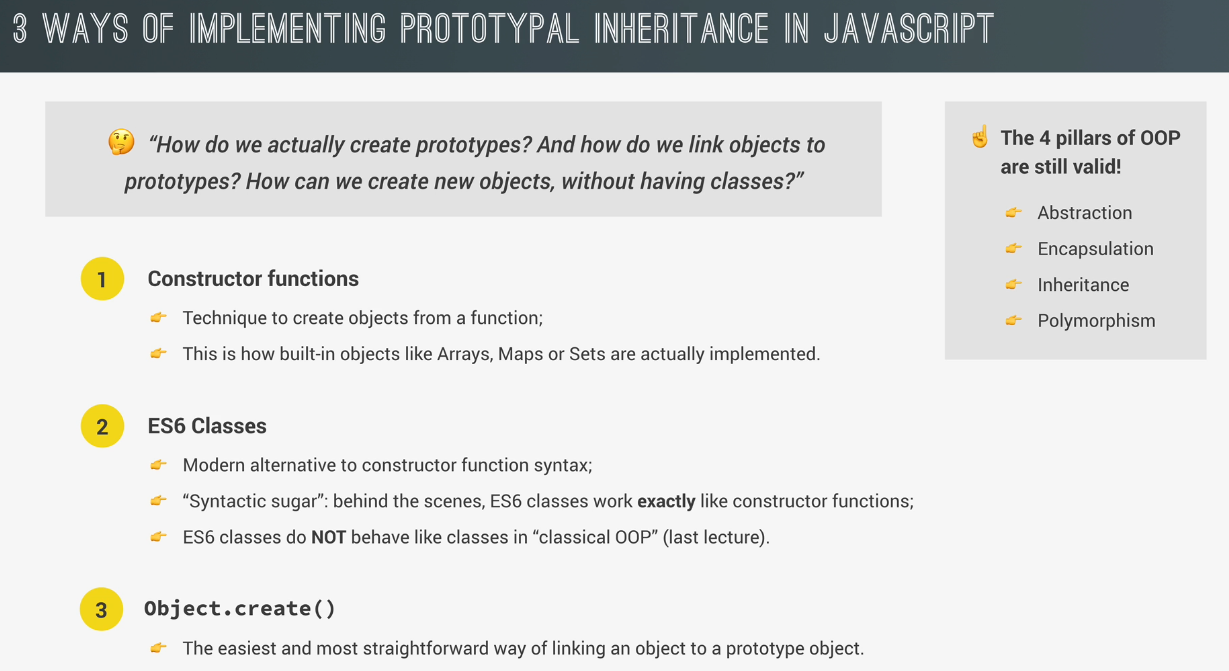 3 WAYS OF IMPLEMENTING PROTOTYPAL INHERITANCE IN JAVASCRIPT
“How do we actually create prototypes? And how do we link objects to
prototypes? How can we create new objects, without having classes?”
1 Constructor functions
Technique to create objects from a function;
This is how built-in objects like Arrays, Maps or Sets are actually implemented.
2 ES6 Classes
Modern alternative to constructor function syntax;
“Syntactic sugar”: behind the scenes, ES6 classes work exactly like constructor functions;
ES6 classes do NOT behave like classes in “classical OOP” (last lecture).
3 Object.create()
The easiest and most straightforward way of linking an object to a prototype object.
The 4 pillars of OOP
are still valid!
Abstraction
Encapsulation
Inheritance
Polymorphism